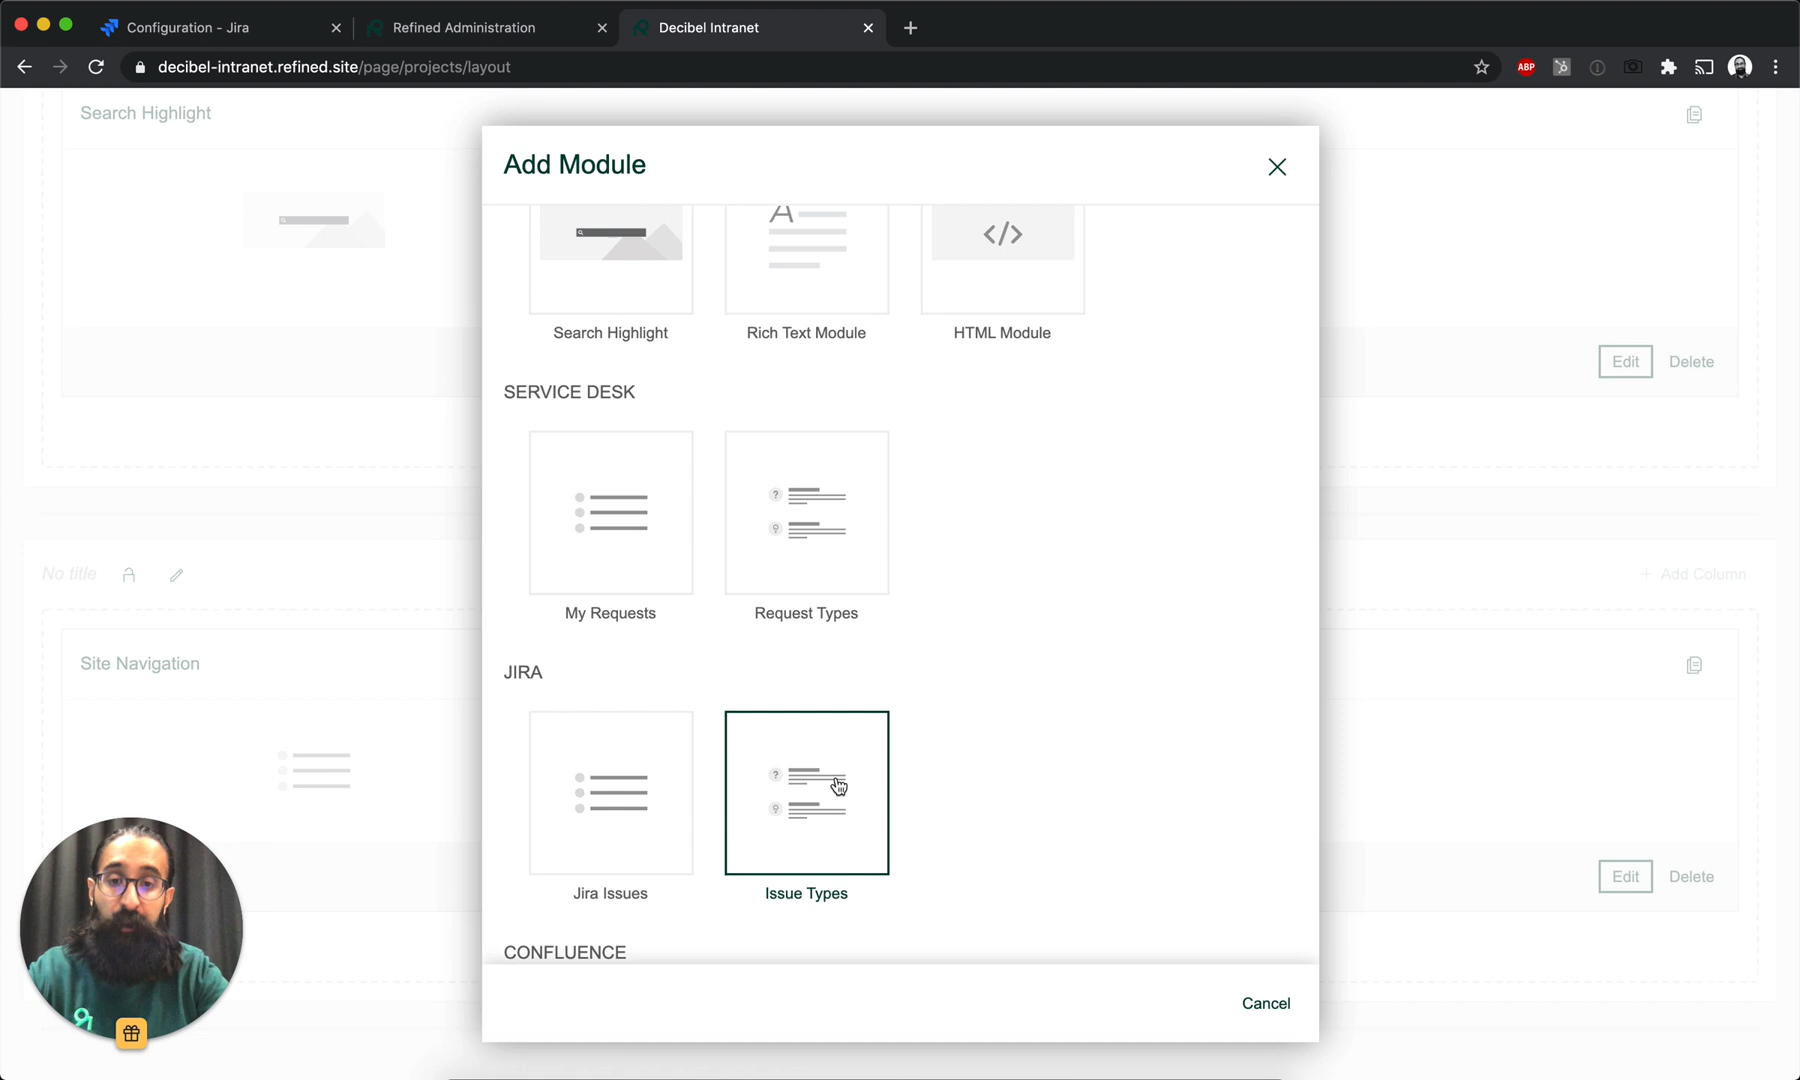 Configuration - Jira
Refined Administration
Decibel Intranet
decibel-intranet.refined.site/page/projects/layout
ABP
Search Highlight
Add Module
A
</>
Search Highlight
Rich Text Module
HTML Module
Edit
Delete
SERVICE DESK
?
My Requests
Request Types
No title
+ Add Column
Site Navigation
JIRA
?
Jira Issues
Issue Types
Edit
Delete
CONFLUENCE
Cancel